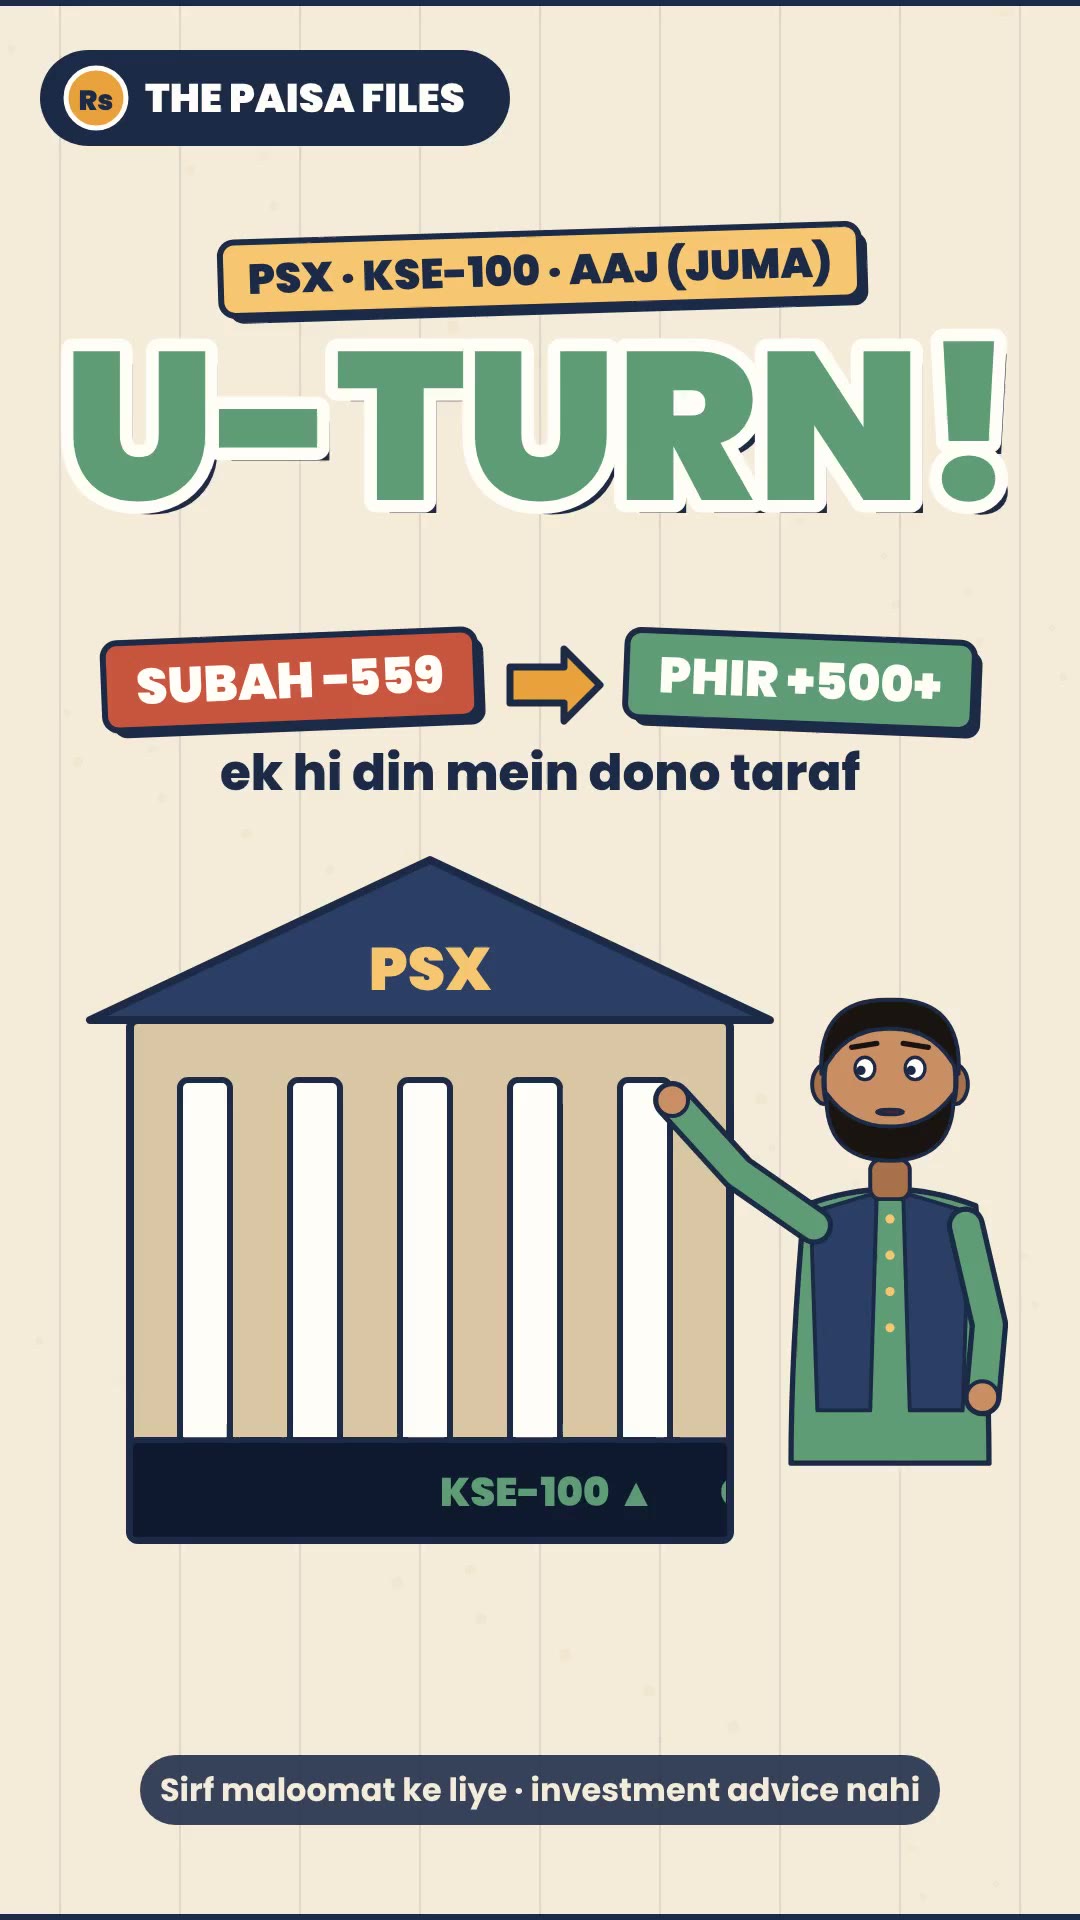 Rs THE PAISA FILES
PSX · KSE-100 · AAJ (JUMA)
U-TURN!
SUBAH -559
PHIR +500+
ek hi din mein dono taraf
PSX
KSE-100 ▲
Sirf maloomat ke liye · investment advice nahi